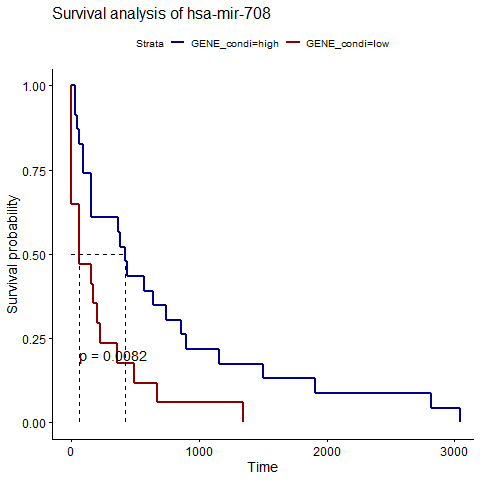 Survival analysis of hsa-mir-708
Strata GENE_condi=high GENE_condi=low
1.00
0.75
0.50
0.25
0.00
Survival probability
p = 0.0082
0 1000 2000 3000
Time